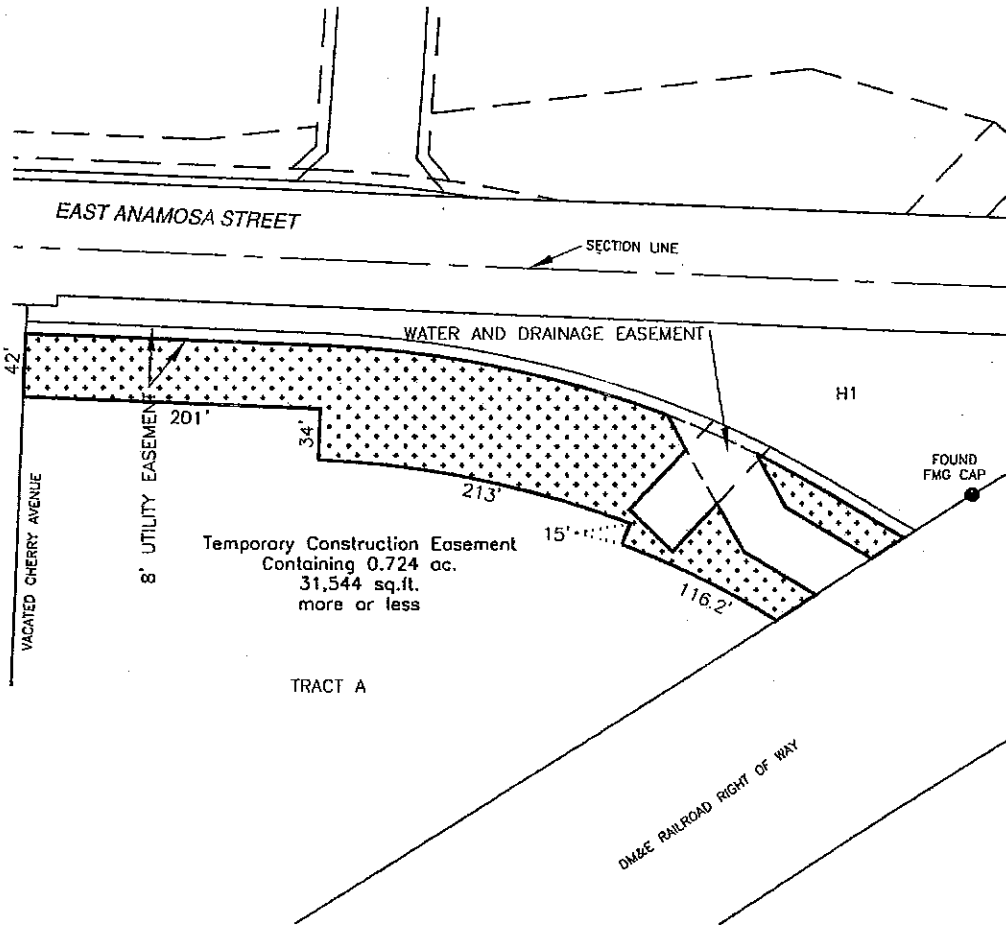 EAST ANAMOSA STREET
SECTION LINE
WATER AND DRAINAGE EASEMENT
H1
42'
201'
34'
8' UTILITY EASEMENT
213'
FOUND
FMG CAP
VACATED CHERRY AVENUE
Temporary Construction Easement
Containing 0.724 ac.
31,544 sq.ft.
more or less
15'
116.2'
TRACT A
DM&E RAILROAD RIGHT OF WAY